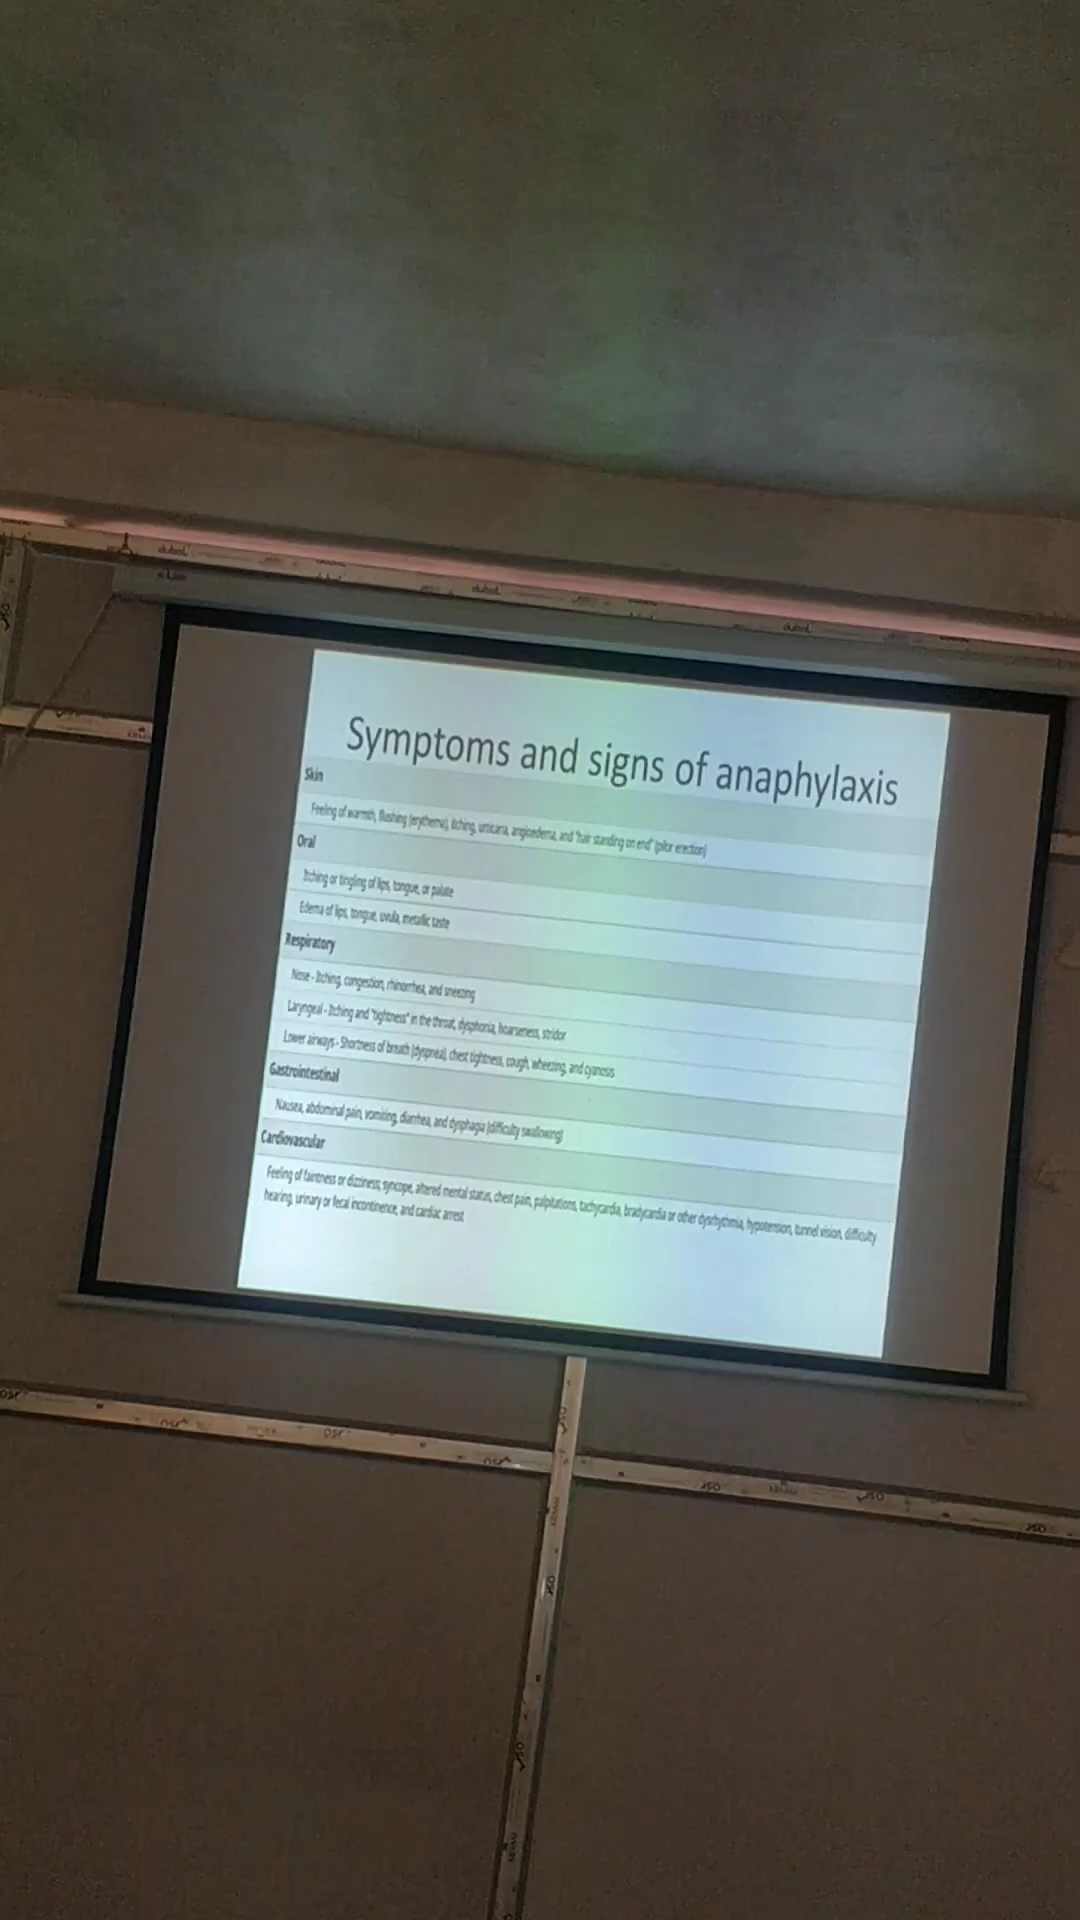 Symptoms and signs of anaphylaxis
Skin
Feeling of warmth, flushing (erythema), itching, urticaria, angioedema, and "hair standing on end" (pilor erection)
Oral
Itching or tingling of lips, tongue, or palate
Edema of lips, tongue, uvula, metallic taste
Respiratory
Nose - Itching, congestion, rhinorrhea, and sneezing
Laryngeal - Itching and "tightness" in the throat, dysphonia, hoarseness, stridor
Lower airways - Shortness of breath (dyspnea), chest tightness, cough, wheezing, and cyanosis
Gastrointestinal
Nausea, abdominal pain, vomiting, diarrhea, and dysphagia (difficulty swallowing)
Cardiovascular
Feeling of faintness or dizziness; syncope, altered mental status, chest pain, palpitations, tachycardia, bradycardia or other dysrhythmia, hypotension, tunnel vision, difficulty
hearing, urinary or fecal incontinence, and cardiac arrest